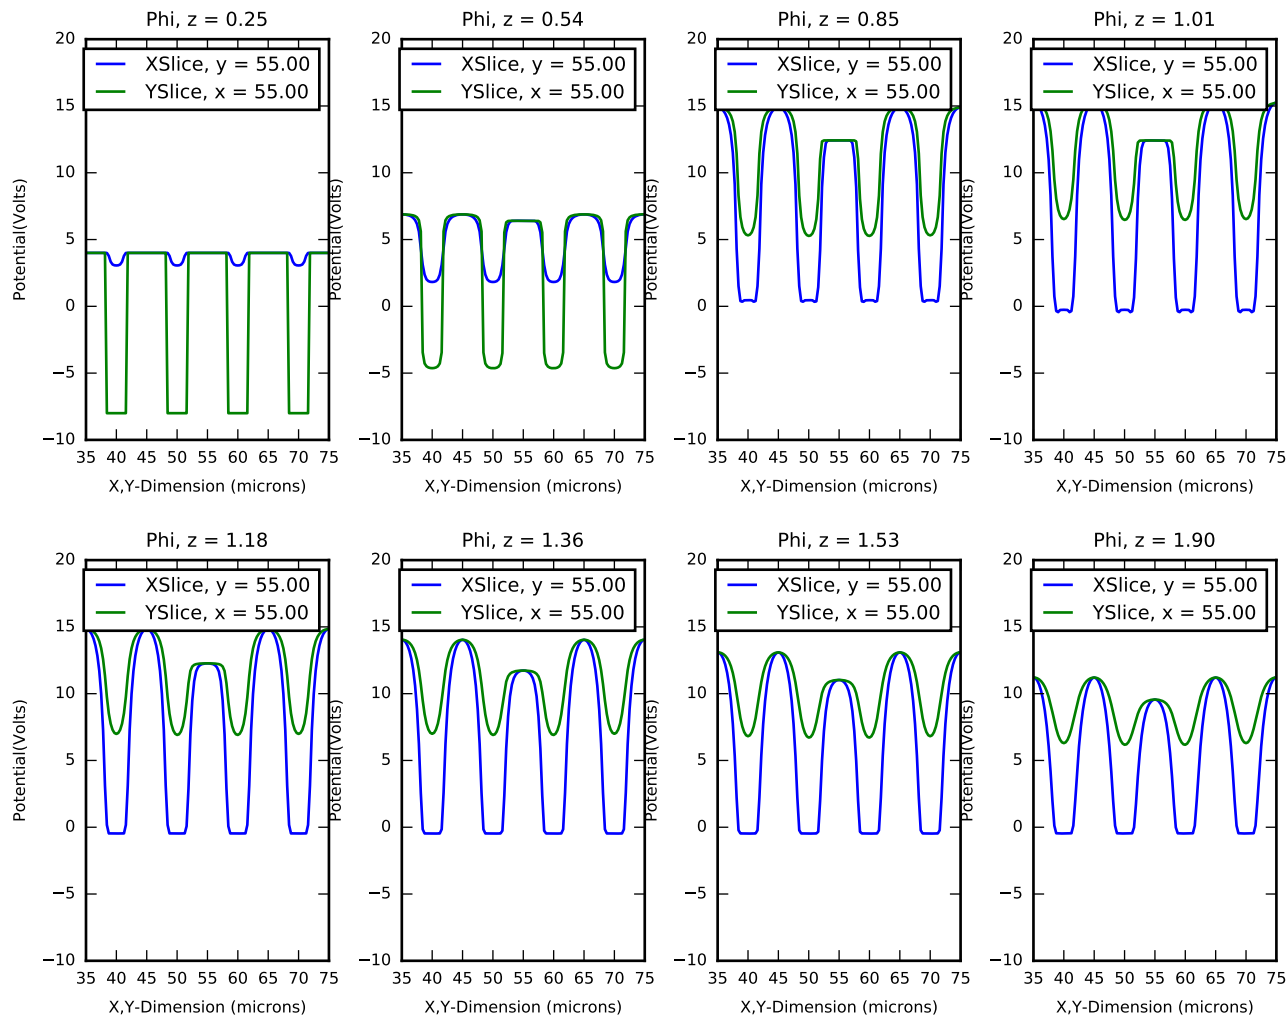 Phi, z = 0.25
20
15
10
5
0
−5
−10
Potential(Volts)
XSlice, y = 55.00
YSlice, x = 55.00
35 40 45 50 55 60 65 70 75
X,Y-Dimension (microns)
Phi, z = 0.54
20
15
10
5
0
−5
−10
Potential(Volts)
XSlice, y = 55.00
YSlice, x = 55.00
35 40 45 50 55 60 65 70 75
X,Y-Dimension (microns)
Phi, z = 0.85
20
15
10
5
0
−5
−10
Potential(Volts)
XSlice, y = 55.00
YSlice, x = 55.00
35 40 45 50 55 60 65 70 75
X,Y-Dimension (microns)
Phi, z = 1.01
20
15
10
5
0
−5
−10
Potential(Volts)
XSlice, y = 55.00
YSlice, x = 55.00
35 40 45 50 55 60 65 70 75
X,Y-Dimension (microns)
Phi, z = 1.18
20
15
10
5
0
−5
−10
Potential(Volts)
XSlice, y = 55.00
YSlice, x = 55.00
35 40 45 50 55 60 65 70 75
X,Y-Dimension (microns)
Phi, z = 1.36
20
15
10
5
0
−5
−10
Potential(Volts)
XSlice, y = 55.00
YSlice, x = 55.00
35 40 45 50 55 60 65 70 75
X,Y-Dimension (microns)
Phi, z = 1.53
20
15
10
5
0
−5
−10
Potential(Volts)
XSlice, y = 55.00
YSlice, x = 55.00
35 40 45 50 55 60 65 70 75
X,Y-Dimension (microns)
Phi, z = 1.90
20
15
10
5
0
−5
−10
Potential(Volts)
XSlice, y = 55.00
YSlice, x = 55.00
35 40 45 50 55 60 65 70 75
X,Y-Dimension (microns)